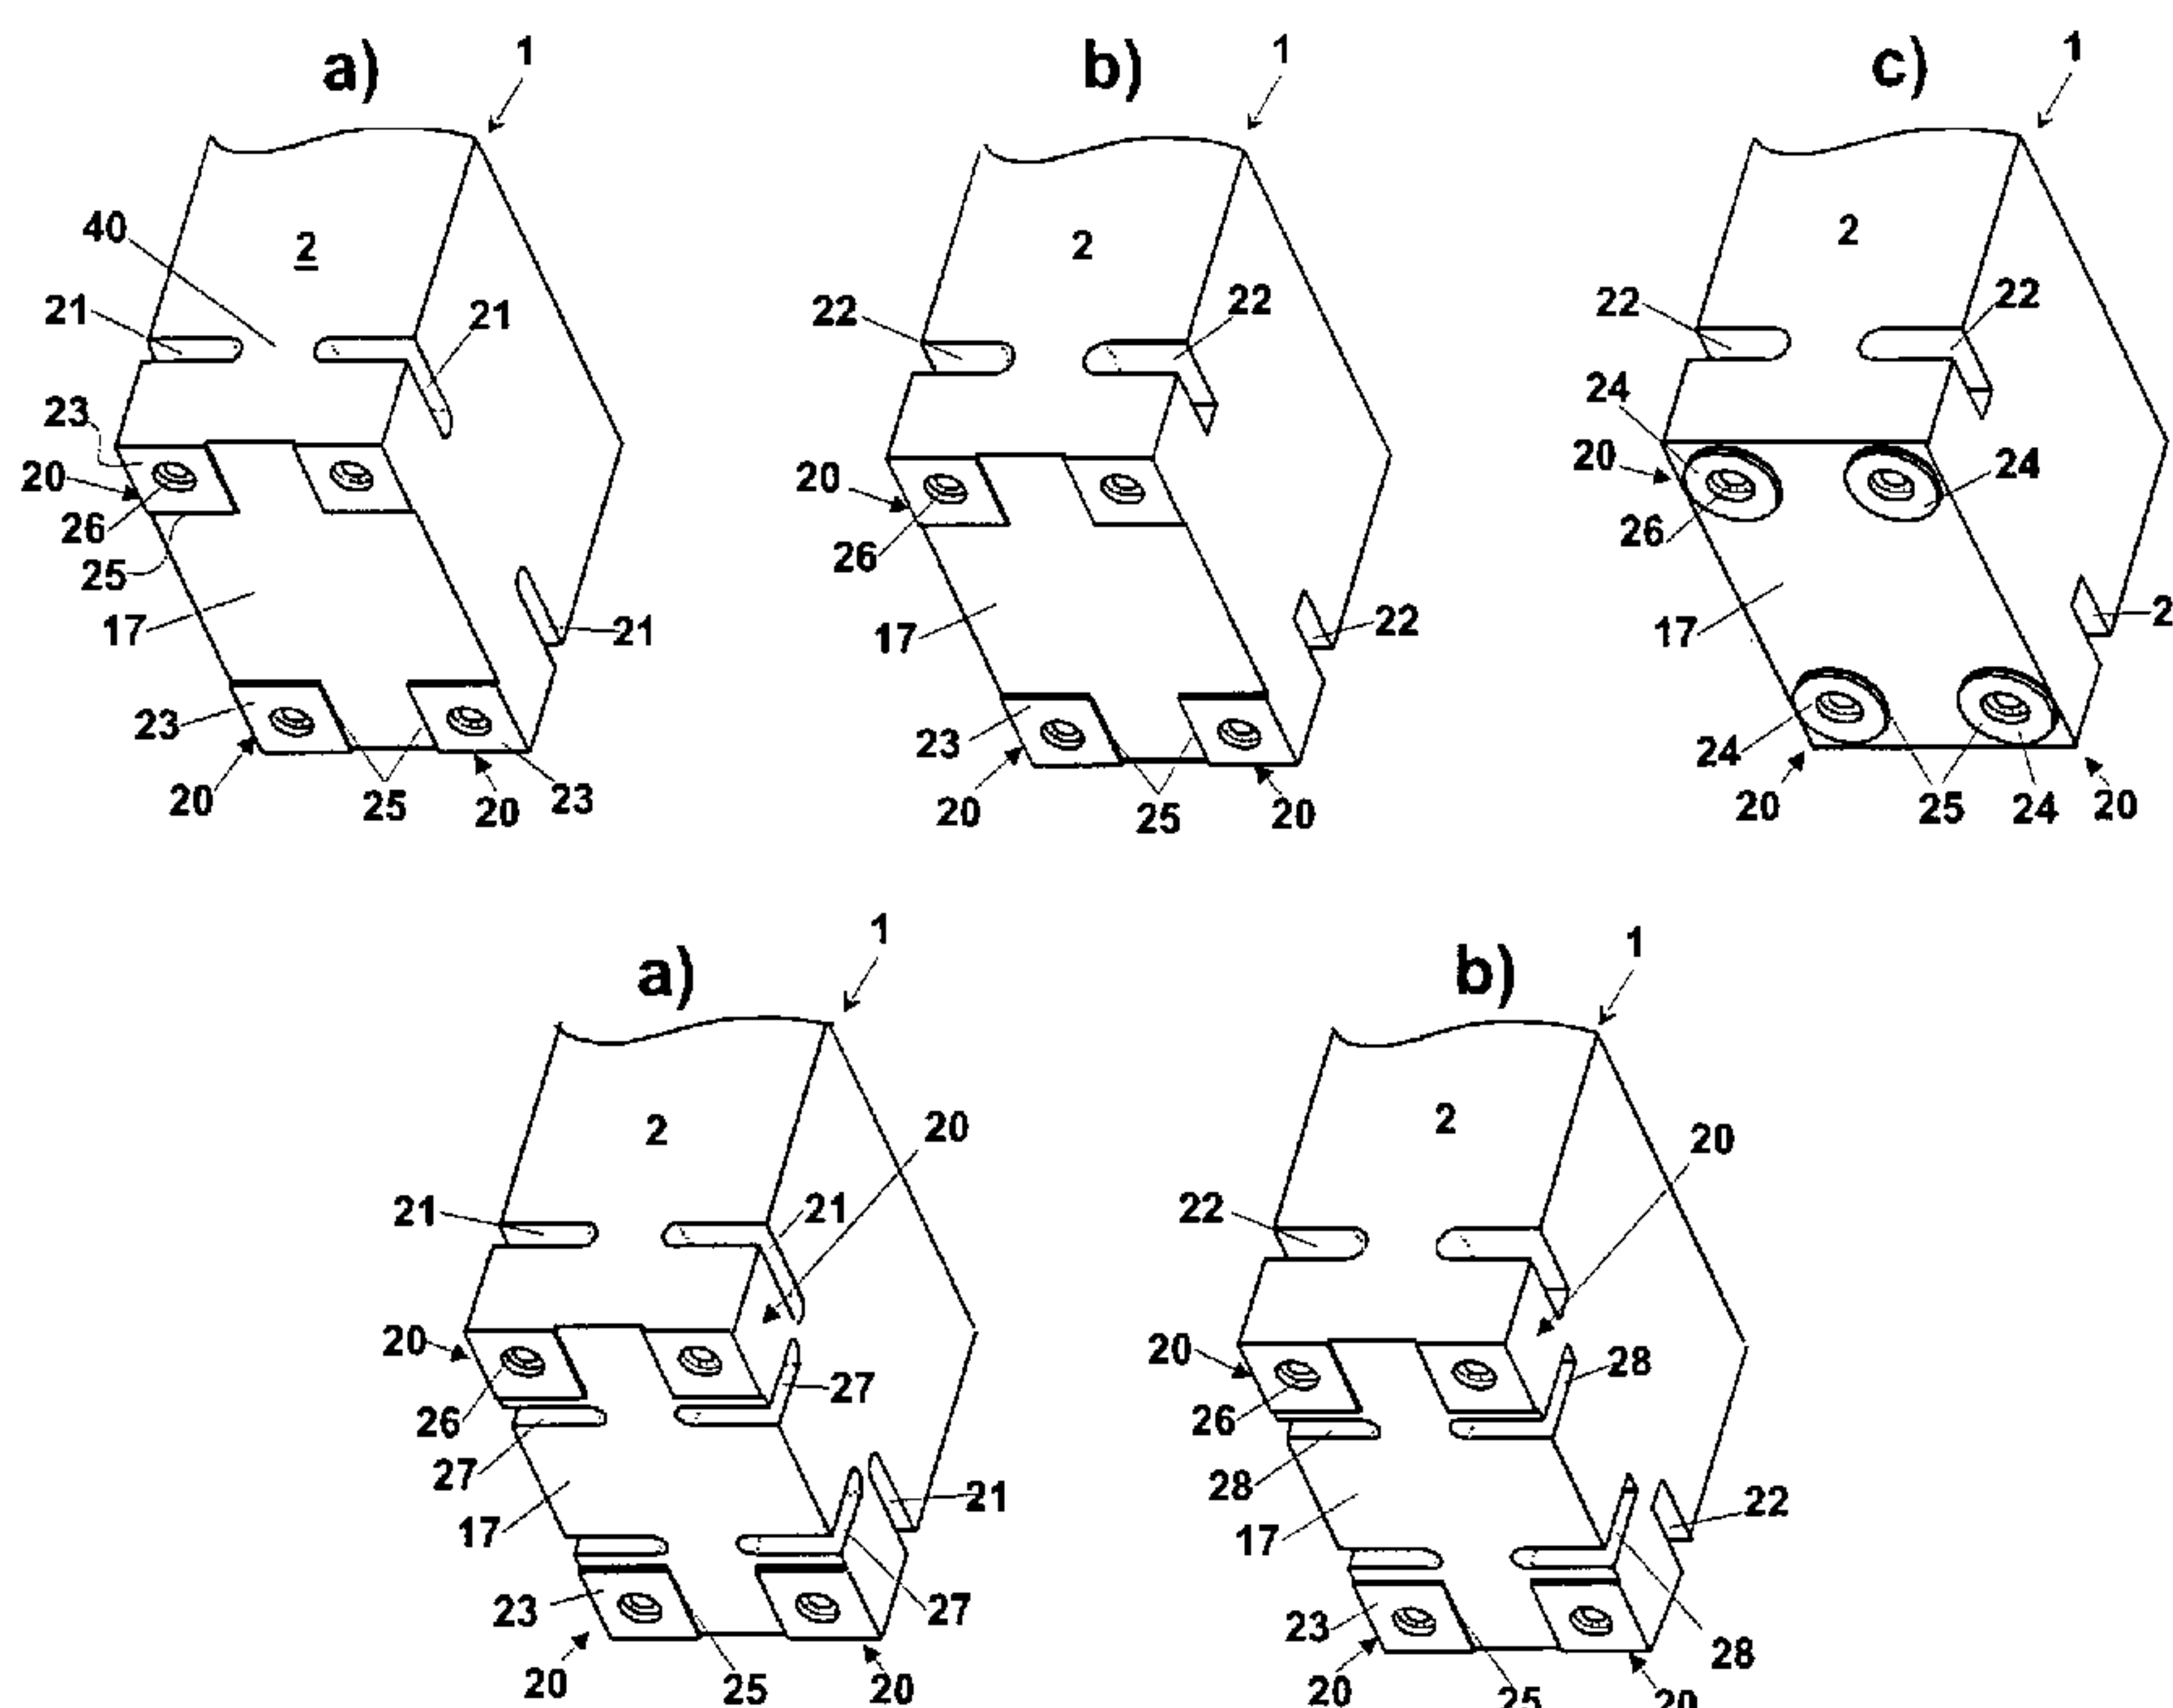 a) 1 b) 1 c) 1
40 2 2 2
21 21 22 22 22 22
23 24
20 20 20 24
26 26 26
25
17 21 17 22 17 2
23 23 24
20 25 20 23 20 25 20 20 25 24 20
a) 1 b) 1
2 20 2 20
21 21 22
20 27 20 28
26 26
27 21 28 22
17 17
23 27 23 28
20 25 20 20 25 20